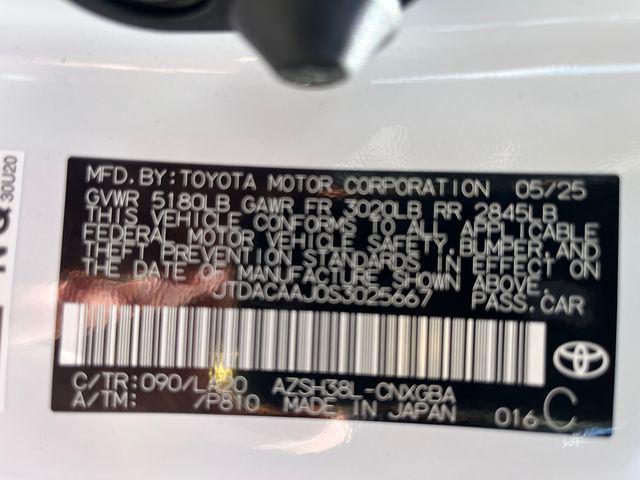 MFD.BY:TOYOTA MOTOR CORPORATION 05/25
GVWR 5180LB GAWR FR 3020LB RR 2845LB
THIS VEHICLE CONFORMS TO ALL APPLICABLE
FEDERAL MOTOR VEHICLE SAFETY, BUMPER AND
THEFT PREVENTION STANDARDS IN EFFECT ON
THE DATE OF MANUFACTURE SHOWN ABOVE.
JTDACAAJ0S3025667 PASS.CAR
C/TR:090/LA20 AZSH38L-CNXGBA
A/TM: /P810 MADE IN JAPAN 016 C
30U20